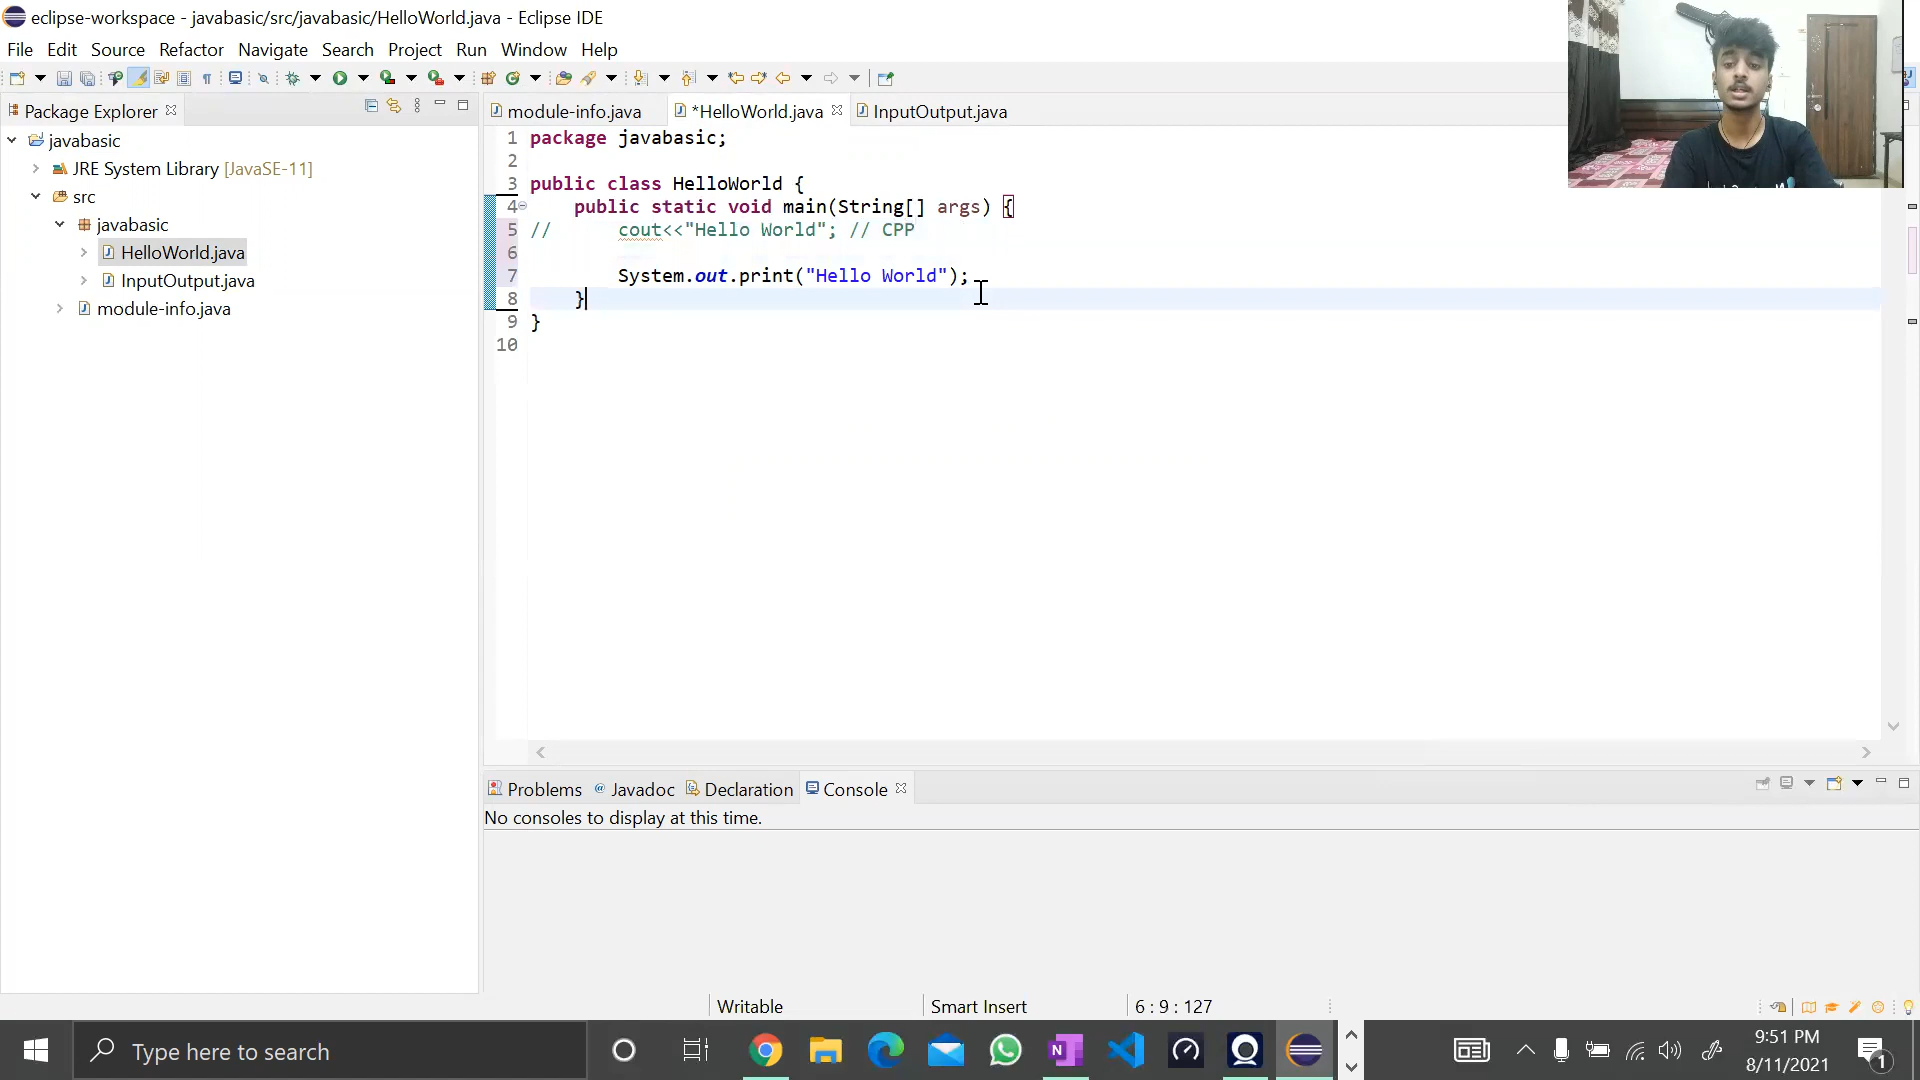 eclipse-workspace - javabasic/src/javabasic/HelloWorld.java - Eclipse IDE
File Edit Source Refactor Navigate Search Project Run Window Help
Package Explorer
javabasic
JRE System Library [JavaSE-11]
src
javabasic
HelloWorld.java
InputOutput.java
module-info.java
module-info.java *HelloWorld.java InputOutput.java
1 package javabasic;
2
3 public class HelloWorld {
4 public static void main(String[] args) {
5 // cout<<"Hello World"; // CPP
6
7 System.out.print("Hello World");
8 }
9 }
10
Problems @ Javadoc Declaration Console
No consoles to display at this time.
Writable Smart Insert 6 : 9 : 127
Type here to search
9:51 PM
8/11/2021
1